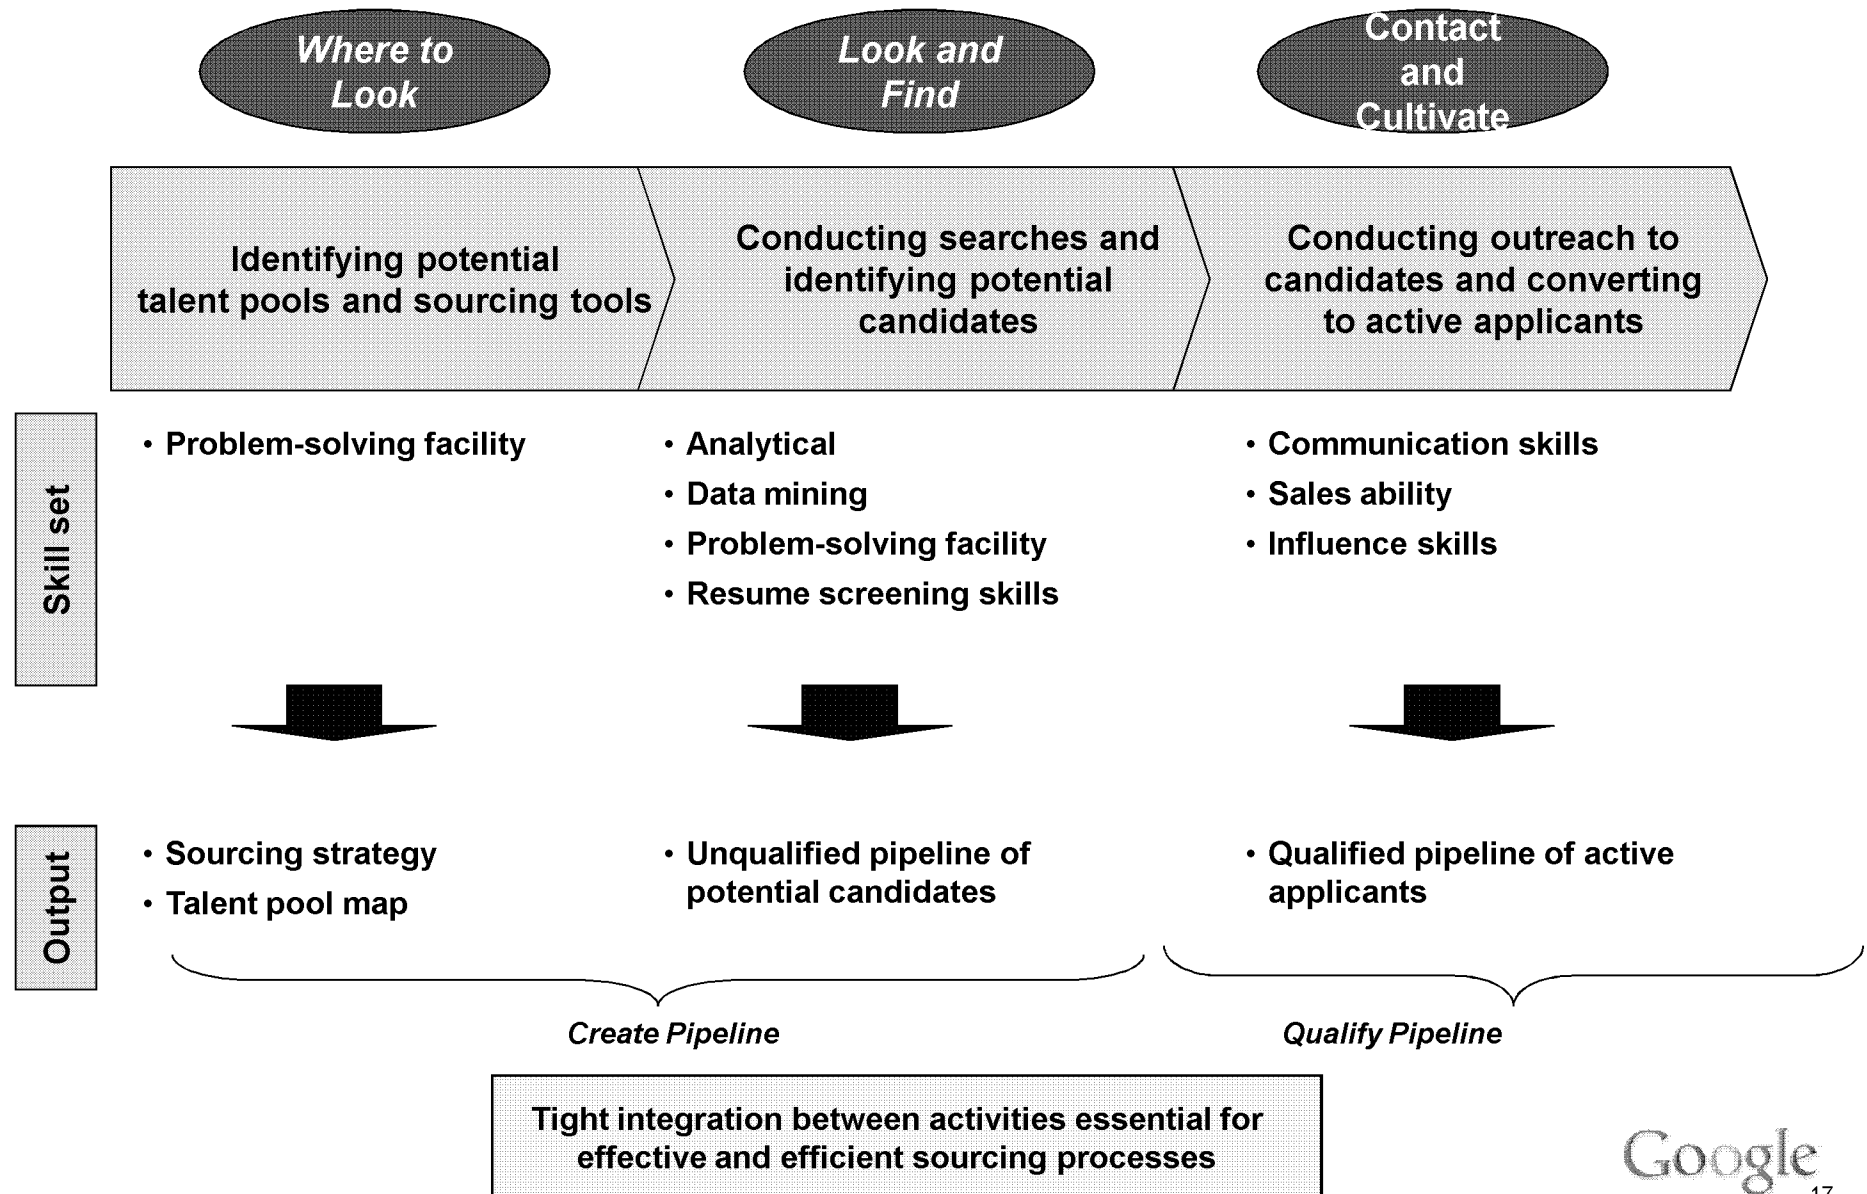 Where to
Look
Look and
Find
Contact
and
Cultivate
Identifying potential
talent pools and sourcing tools
Conducting searches and
identifying potential
candidates
Conducting outreach to
candidates and converting
to active applicants
Skill set
• Problem-solving facility
• Analytical
• Data mining
• Problem-solving facility
• Resume screening skills
• Communication skills
• Sales ability
• Influence skills
Output
• Sourcing strategy
• Talent pool map
• Unqualified pipeline of
potential candidates
• Qualified pipeline of active
applicants
Create Pipeline
Qualify Pipeline
Tight integration between activities essential for
effective and efficient sourcing processes
Google
17